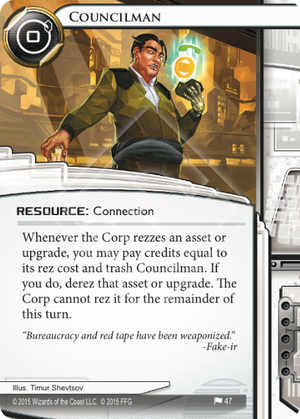 COUNCILMAN
0
RESOURCE: Connection
Whenever the Corp rezzes an asset or
upgrade, you may pay credits equal to
its rez cost and trash Councilman. If
you do, derez that asset or upgrade. The
Corp cannot rez it for the remainder of
this turn.
“Bureaucracy and red tape have been weaponized.”
-Fake-ir
Illus. Timur Shevtsov
© 2015 Wizards of the Coast LLC. © 2015 FFG
47